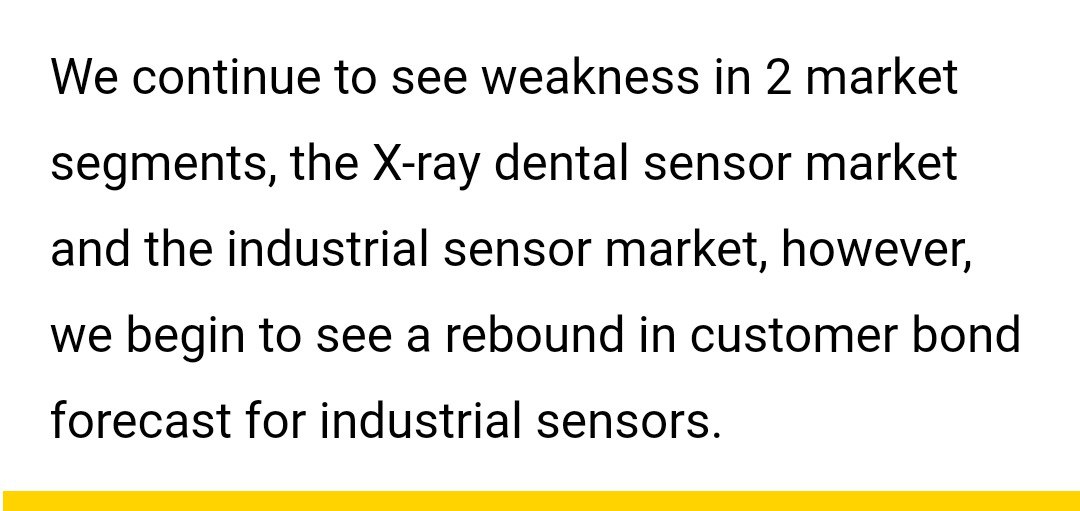 We continue to see weakness in 2 market
segments, the X-ray dental sensor market
and the industrial sensor market, however,
we begin to see a rebound in customer bond
forecast for industrial sensors.